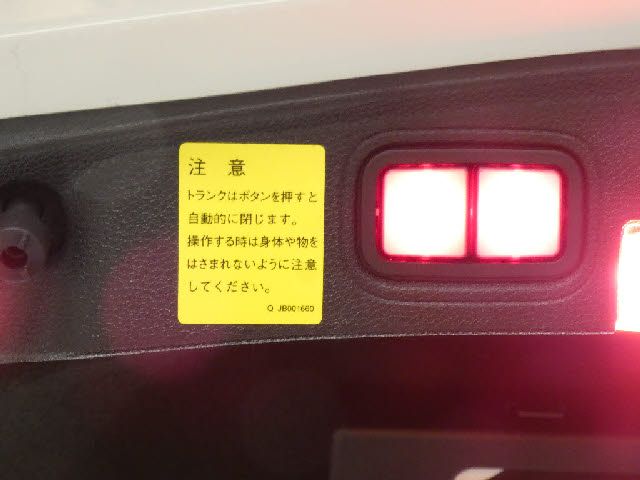 注 意
トランクはボタンを押すと
自動的に閉じます。
操作する時は身体や物を
はさまれないように注意
してください。
Q JB001660